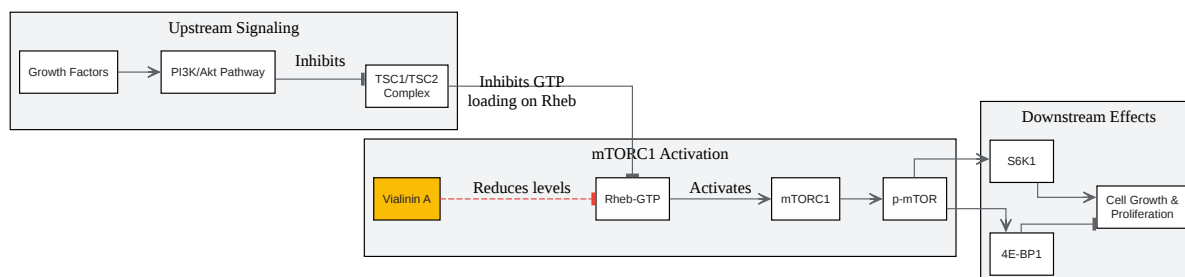 Upstream Signaling
Growth Factors
PI3K/Akt Pathway
Inhibits
TSC1/TSC2
Complex
Inhibits GTP
loading on Rheb
mTORC1 Activation
Vialinin A
Reduces levels
Rheb-GTP
Activates
mTORC1
p-mTOR
Downstream Effects
S6K1
4E-BP1
Cell Growth &
Proliferation